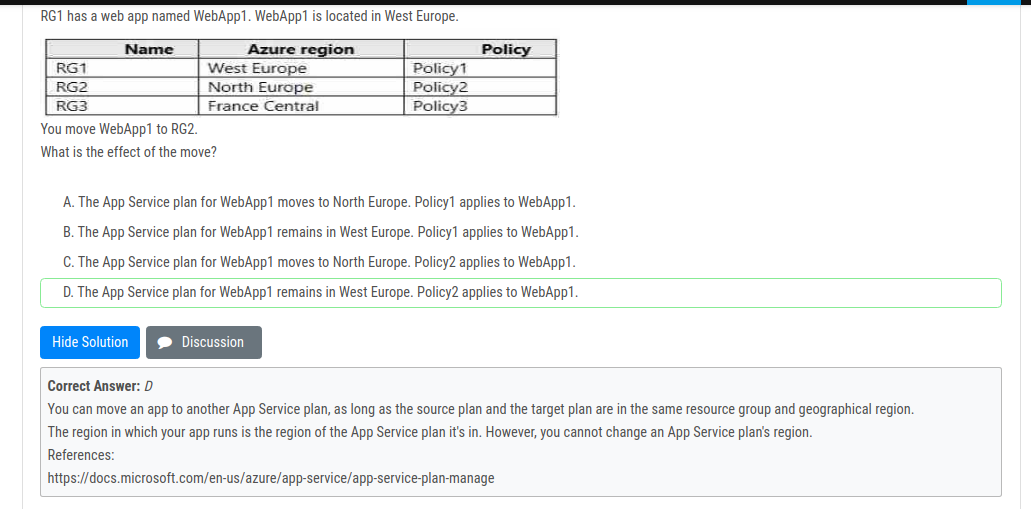 RG1 has a web app named WebApp1. WebApp1 is located in West Europe.
Name Azure region Policy
RG1 West Europe Policy1
RG2 North Europe Policy2
RG3 France Central Policy3
You move WebApp1 to RG2.
What is the effect of the move?
A. The App Service plan for WebApp1 moves to North Europe. Policy1 applies to WebApp1.
B. The App Service plan for WebApp1 remains in West Europe. Policy1 applies to WebApp1.
C. The App Service plan for WebApp1 moves to North Europe. Policy2 applies to WebApp1.
D. The App Service plan for WebApp1 remains in West Europe. Policy2 applies to WebApp1.
Hide Solution Discussion
Correct Answer: D
You can move an app to another App Service plan, as long as the source plan and the target plan are in the same resource group and geographical region.
The region in which your app runs is the region of the App Service plan it's in. However, you cannot change an App Service plan's region.
References:
https://docs.microsoft.com/en-us/azure/app-service/app-service-plan-manage